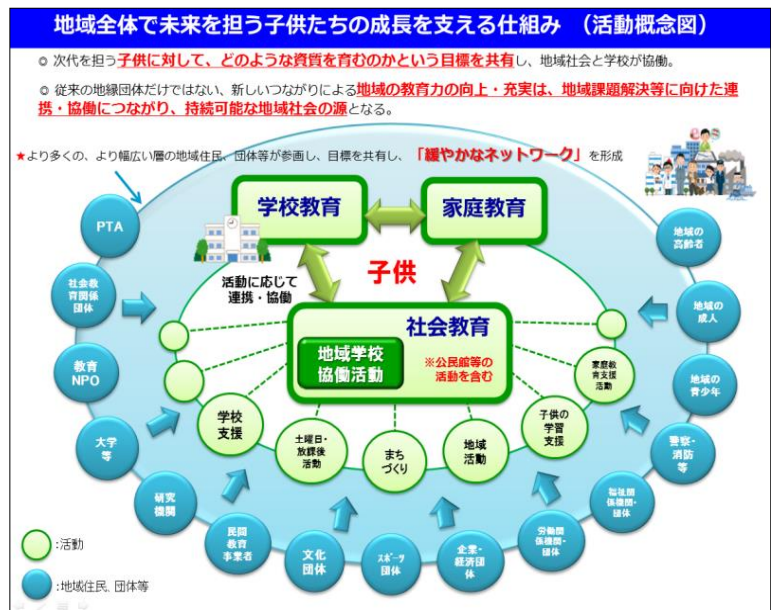 地域全体で未来を担う子供たちの成長を支える仕組み （活動概念図）
◎ 次代を担う子供に対して、どのような資質を育むのかという目標を共有し、地域社会と学校が協働。
◎ 従来の地縁団体だけではない、新しいつながりによる地域の教育力の向上・充実は、地域課題解決等に向けた連
携・協働につながり、持続可能な地域社会の源となる。
★より多くの、より幅広い層の地域住民、団体等が参画し、目標を共有し、「緩やかなネットワーク」を形成
学校教育
家庭教育
子供
活動に応じて
連携・協働
社会教育
地域学校
協働活動
※公民館等の
活動を含む
PTA
社会教
育関係
団体
教育
NPO
大学
等
研究
機関
民間
教育
事業者
文化
団体
スポーツ
団体
企業・
経済団
体
労働関
係機関・
団体
福祉関
係機関・
団体
警察・
消防
等
地域の
青少年
地域の
成人
地域の
高齢者
学校
支援
土曜日・
放課後
活動
まち
づくり
地域
活動
子供の
学習
支援
家庭教
育支援
活動
:活動
:地域住民、団体等